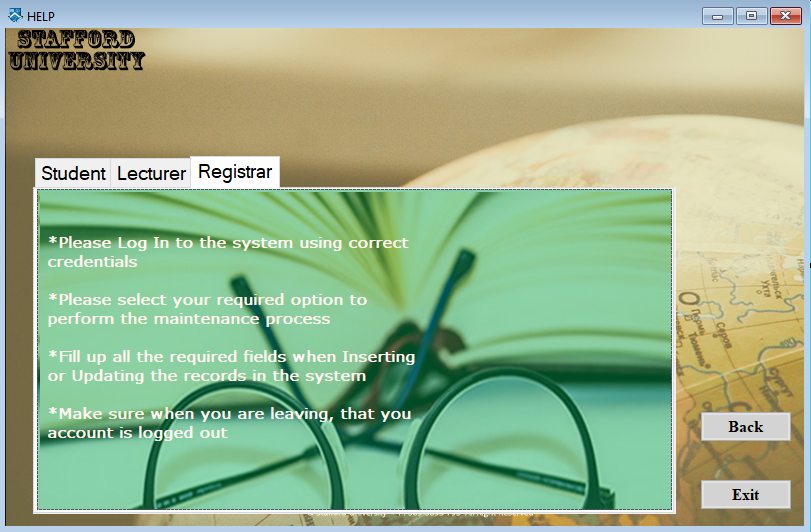 HELP
STAFFORD
UNIVERSITY
Student Lecturer Registrar
*Please Log In to the system using correct
credentials
*Please select your required option to
perform the maintenance process
*Fill up all the required fields when Inserting
or Updating the records in the system
*Make sure when you are leaving, that you
account is logged out
Back
Exit